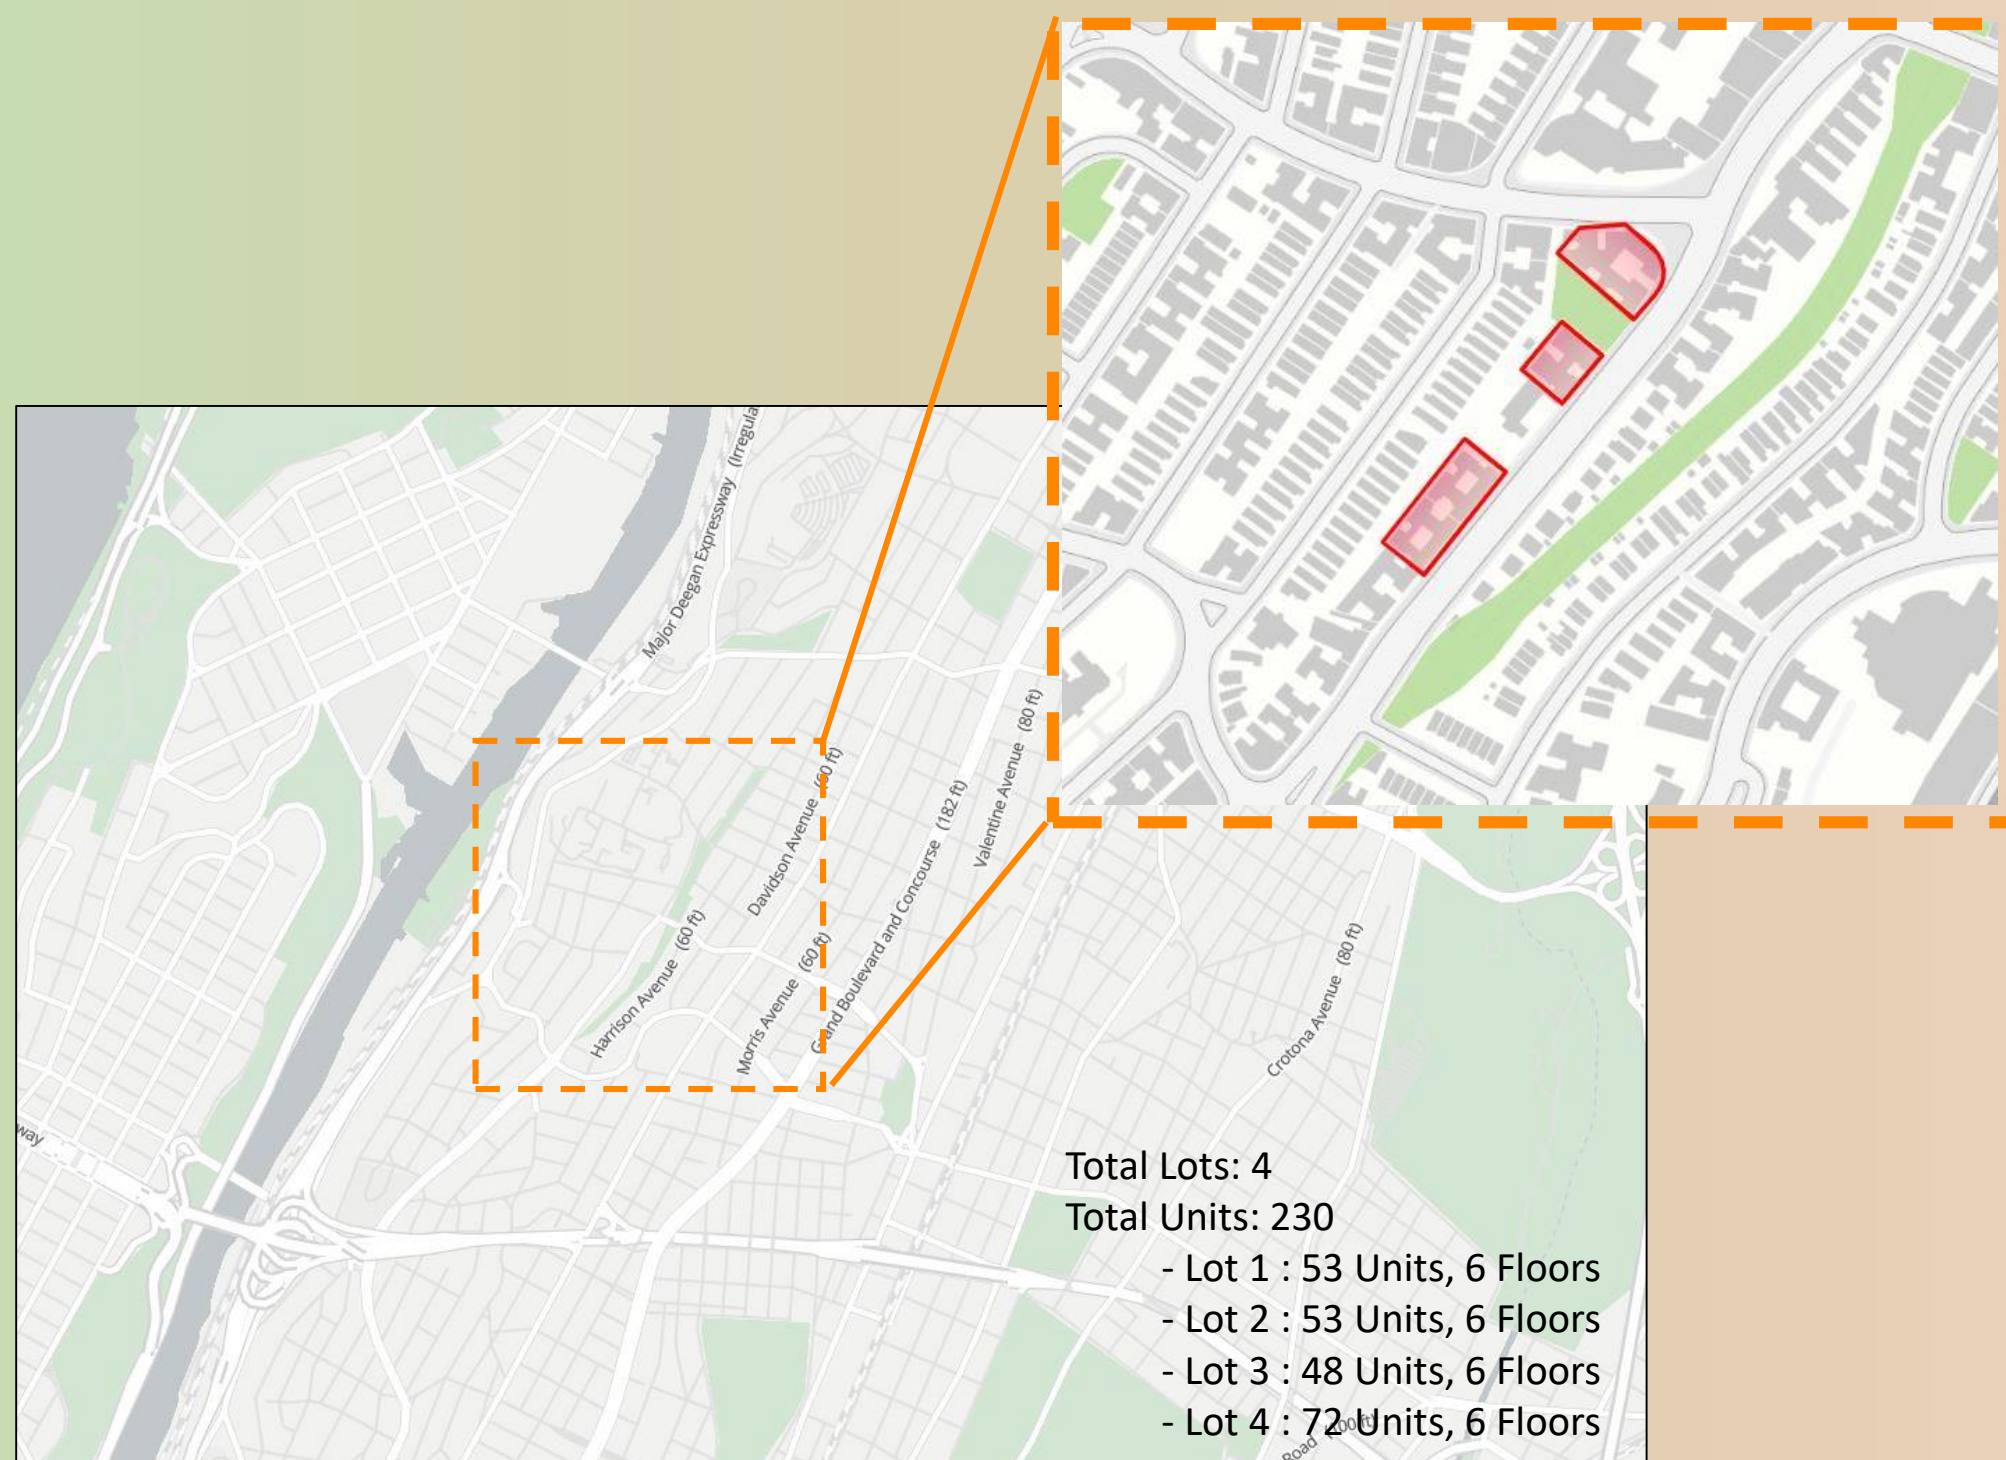 Major Deegan Expressway (Irregula
Davidson Avenue (60 ft)
Valentine Avenue (80 ft)
Grand Boulevard and Concourse (182 ft)
Harrison Avenue (60 ft)
Morris Avenue (60 ft)
Crotona Avenue (80 ft)
way
Total Lots: 4
Total Units: 230
- Lot 1 : 53 Units, 6 Floors
- Lot 2 : 53 Units, 6 Floors
- Lot 3 : 48 Units, 6 Floors
- Lot 4 : 72 Units, 6 Floors
Road (100 ft)